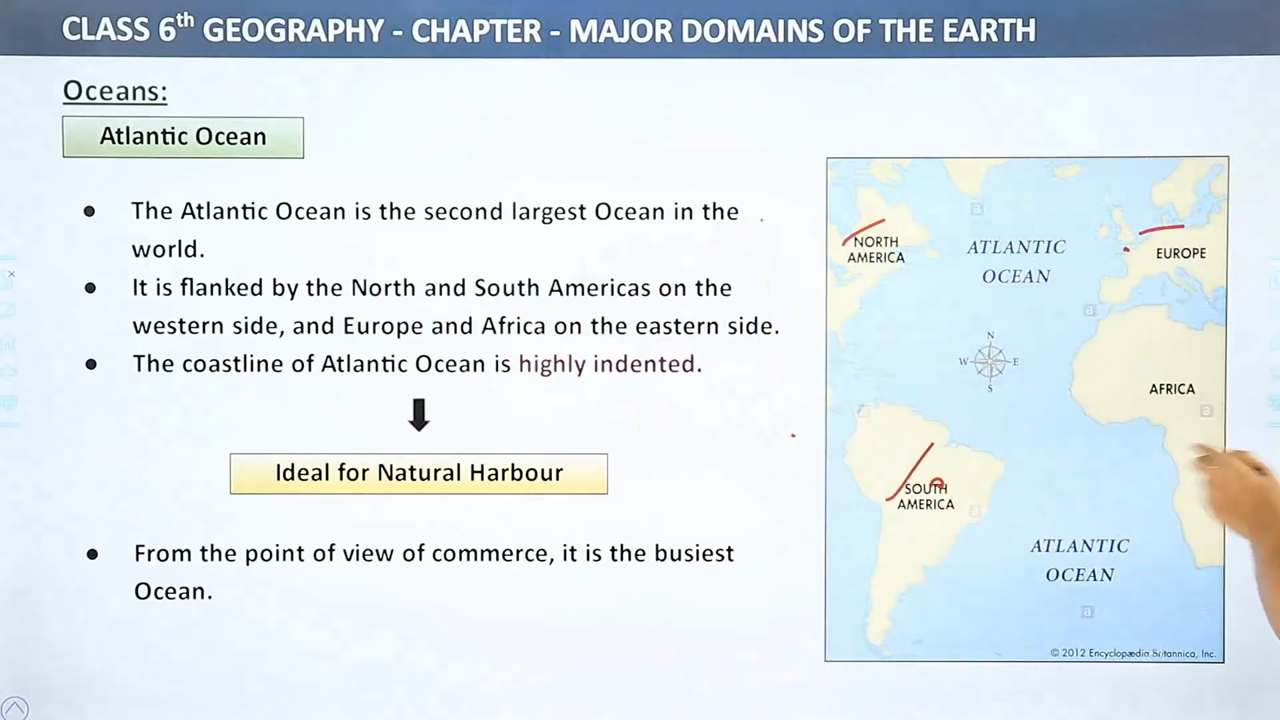 CLASS 6th GEOGRAPHY - CHAPTER - MAJOR DOMAINS OF THE EARTH
Oceans:
Atlantic Ocean
● The Atlantic Ocean is the second largest Ocean in the
world.
● It is flanked by the North and South Americas on the
western side, and Europe and Africa on the eastern side.
● The coastline of Atlantic Ocean is highly indented.
Ideal for Natural Harbour
● From the point of view of commerce, it is the busiest
Ocean.
NORTH
AMERICA
ATLANTIC
OCEAN
EUROPE
N
W E
S
AFRICA
SOUTH
AMERICA
ATLANTIC
OCEAN
a
a
a
a
a
a
© 2012 Encyclopædia Britannica, Inc.